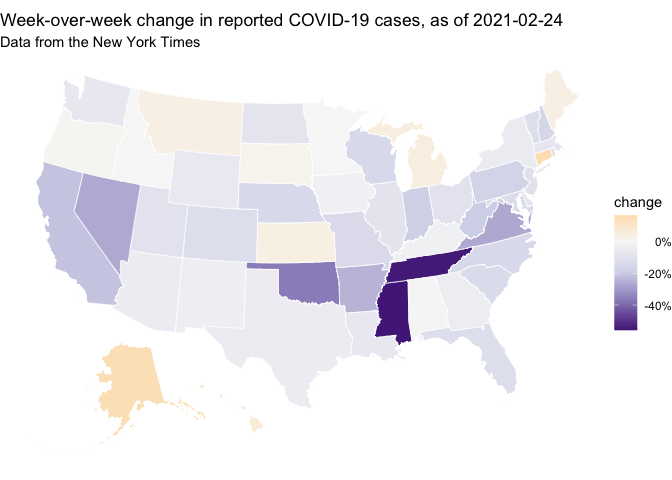 Week-over-week change in reported COVID-19 cases, as of 2021-02-24
Data from the New York Times
change
0%
-20%
-40%